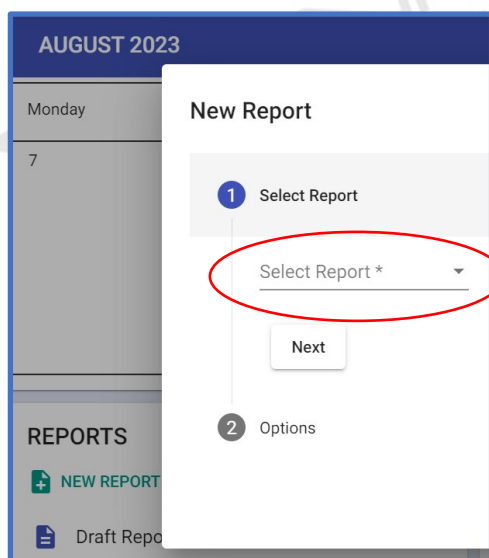 AUGUST 2023
Monday
7
New Report
1 Select Report
Select Report *
Next
2 Options
REPORTS
NEW REPORT
Draft Repo